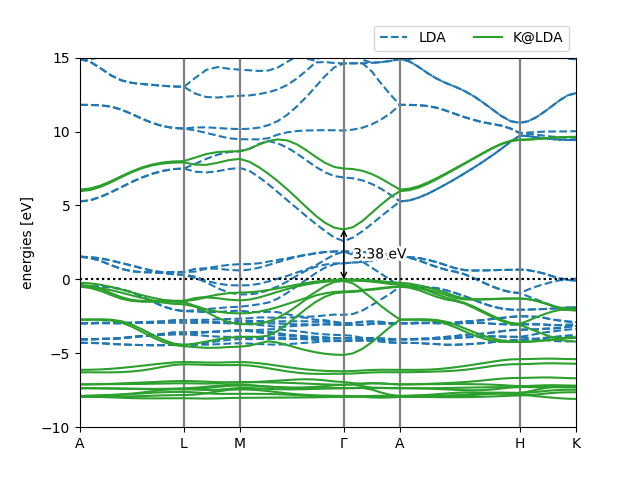 LDA K@LDA
15
10
5
0
−5
−10
energies [eV]
3.38 eV
A L M Γ A H K